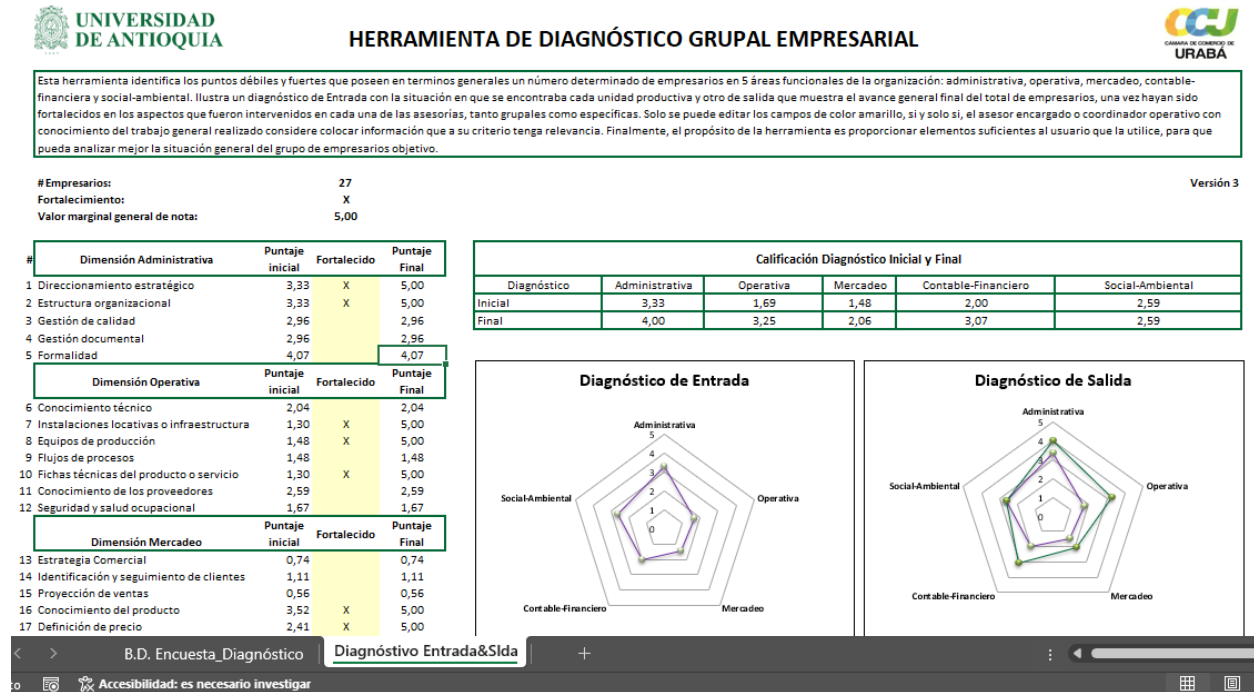 UNIVERSIDAD
DE ANTIOQUIA
HERRAMIENTA DE DIAGNÓSTICO GRUPAL EMPRESARIAL
CCU
CÁMARA DE COMERCIO DE
URABÁ
Esta herramienta identifica los puntos débiles y fuertes que poseen en terminos generales un número determinado de empresarios en 5 áreas funcionales de la organización: administrativa, operativa, mercadeo, contable-
financiera y social-ambiental. Ilustra un diagnóstico de Entrada con la situación en que se encontraba cada unidad productiva y otro de salida que muestra el avance general final del total de empresarios, una vez hayan sido
fortalecidos en los aspectos que fueron intervenidos en cada una de las asesorías, tanto grupales como especificas. Solo se puede editar los campos de color amarillo, si y solo si, el asesor encargado o coordinador operativo con
conocimiento del trabajo general realizado considere colocar información que a su criterio tenga relevancia. Finalmente, el propósito de la herramienta es proporcionar elementos suficientes al usuario que la utilice, para que
pueda analizar mejor la situación general del grupo de empresarios objetivo.
# Empresarios: 27
Versión 3
Fortalecimiento: X
Valor marginal general de nota: 5,00
# Dimensión Administrativa Puntaje inicial Fortalecido Puntaje Final
1 Direccionamiento estratégico 3,33 X 5,00
2 Estructura organizacional 3,33 X 5,00
3 Gestión de calidad 2,96 2,96
4 Gestión documental 2,96 2,96
5 Formalidad 4,07 4,07
Dimensión Operativa Puntaje inicial Fortalecido Puntaje Final
6 Conocimiento técnico 2,04 2,04
7 Instalaciones locativas o infraestructura 1,30 X 5,00
8 Equipos de producción 1,48 X 5,00
9 Flujos de procesos 1,48 1,48
10 Fichas técnicas del producto o servicio 1,30 X 5,00
11 Conocimiento de los proveedores 2,59 2,59
12 Seguridad y salud ocupacional 1,67 1,67
Dimensión Mercadeo Puntaje inicial Fortalecido Puntaje Final
13 Estrategia Comercial 0,74 0,74
14 Identificación y seguimiento de clientes 1,11 1,11
15 Proyección de ventas 0,56 0,56
16 Conocimiento del producto 3,52 X 5,00
17 Definición de precio 2,41 X 5,00
Calificación Diagnóstico Inicial y Final
Diagnóstico Administrativa Operativa Mercadeo Contable-Financiero Social-Ambiental
Inicial 3,33 1,69 1,48 2,00 2,59
Final 4,00 3,25 2,06 3,07 2,59
Diagnóstico de Entrada
Administrativa
5
4
3
2
1
0
Social-Ambiental
Operativa
Contable-Financiero
Mercadeo
Diagnóstico de Salida
Administrativa
5
4
3
2
1
0
Social-Ambiental
Operativa
Contable-Financiero
Mercadeo
B.D. Encuesta_Diagnóstico
Diagnóstivo Entrada&Slda
Accesibilidad: es necesario investigar